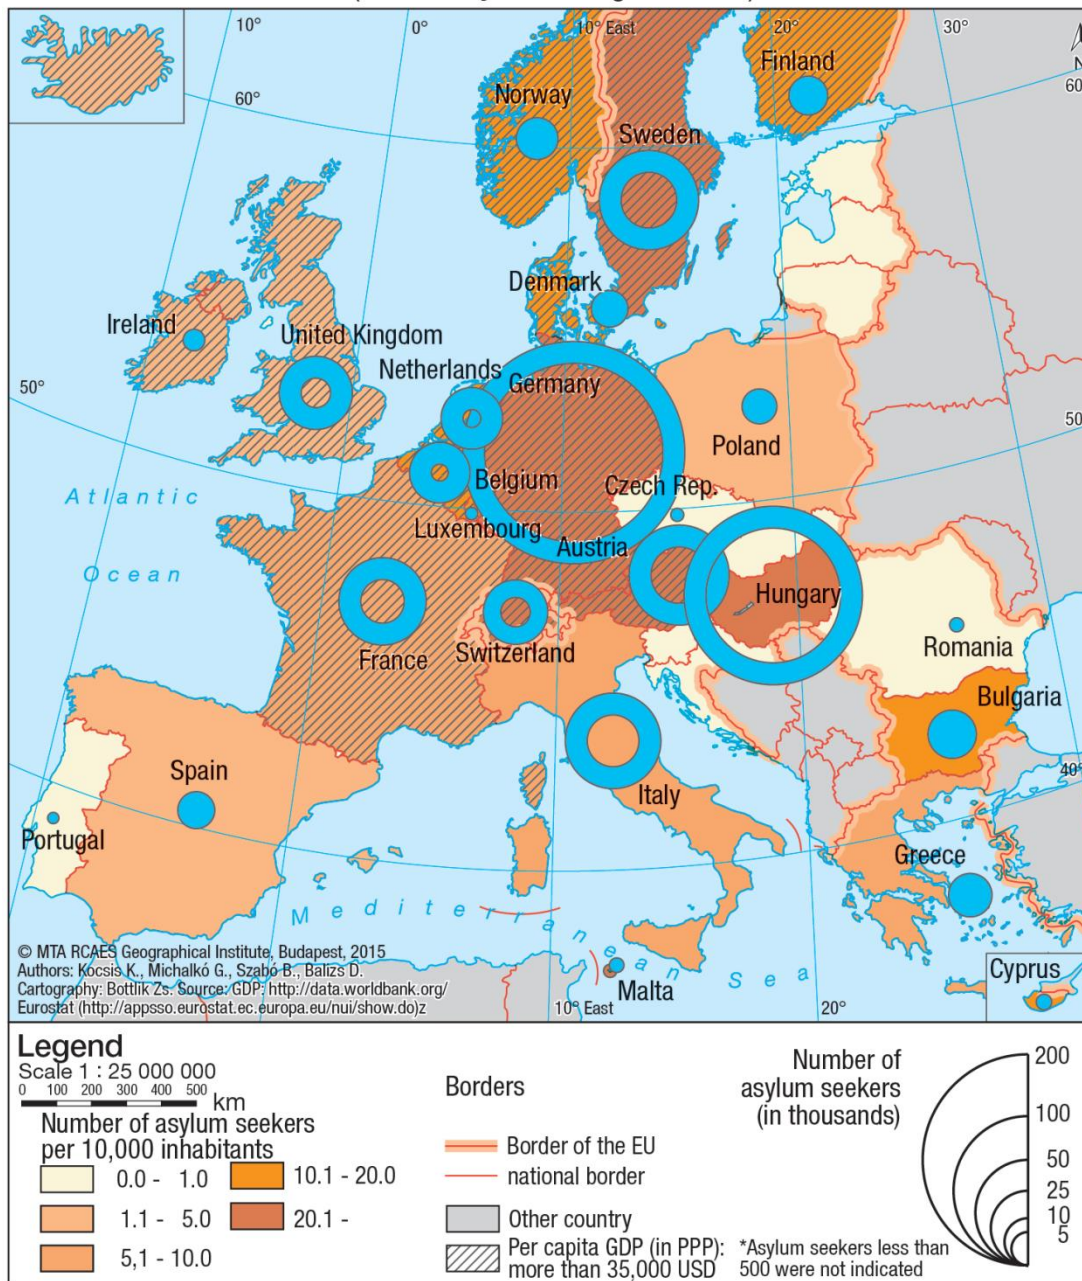 10°
0°
10° East
20°
30°
60°
N
60
Norway
Finland
Sweden
Denmark
Ireland
United Kingdom
Netherlands
Germany
50°
50
Poland
Belgium
Czech Rep.
Luxembourg
Atlantic
Ocean
Austria
Hungary
France
Switzerland
Romania
Bulgaria
Spain
Italy
40°
Portugal
Greece
Mediterranean Sea
Malta
Cyprus
10° East
20°
© MTA RCAES Geographical Institute, Budapest, 2015
Authors: Kocsis K., Michalkó G., Szabó B., Balizs D.
Cartography: Bottlik Zs. Source: GDP: http://data.worldbank.org/
Eurostat (http://appsso.eurostat.ec.europa.eu/nui/show.do)z
Legend
Scale 1 : 25 000 000
0 100 200 300 400 500 km
Number of asylum seekers
per 10,000 inhabitants
0.0 - 1.0
1.1 - 5.0
5,1 - 10.0
10.1 - 20.0
20.1 -
Borders
Border of the EU
national border
Other country
Per capita GDP (in PPP):
more than 35,000 USD
Number of
asylum seekers
(in thousands)
200
100
50
25
10
5
*Asylum seekers less than
500 were not indicated